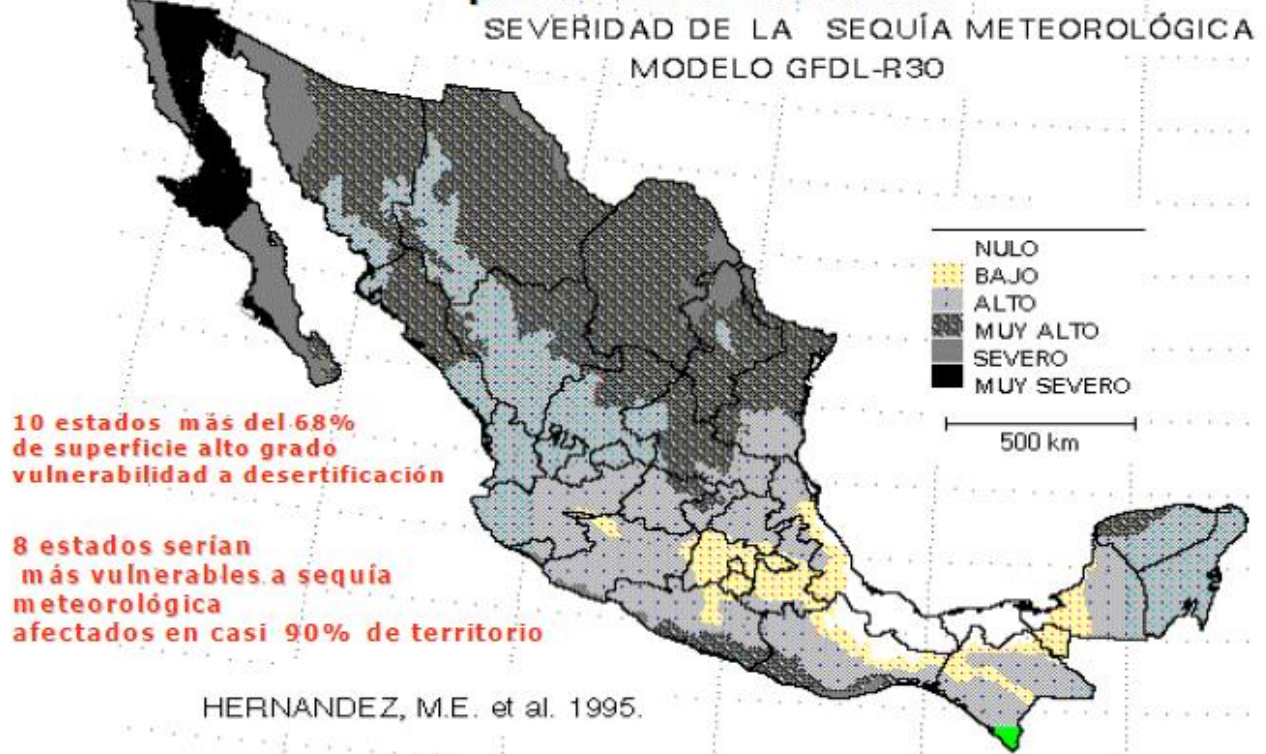 SEVERIDAD DE LA SEQUÍA METEOROLÓGICA
MODELO GFDL-R30
NULO
BAJO
ALTO
MUY ALTO
SEVERO
MUY SEVERO
500 km
10 estados más del 68%
de superficie alto grado
vulnerabilidad a desertificación
8 estados serían
más vulnerables a sequía
meteorológica
afectados en casi 90% de territorio
HERNANDEZ, M.E. et al. 1995.